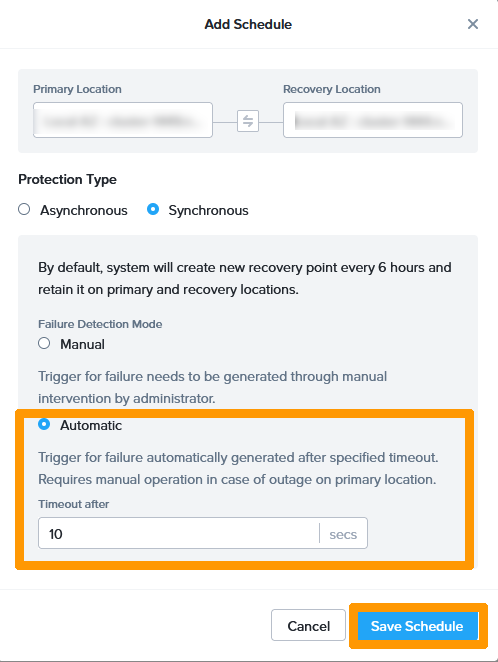 Add Schedule
Primary Location
Recovery Location
Protection Type
Asynchronous
Synchronous
By default, system will create new recovery point every 6 hours and
retain it on primary and recovery locations.
Failure Detection Mode
Manual
Trigger for failure needs to be generated through manual
intervention by administrator.
Automatic
Trigger for failure automatically generated after specified timeout.
Requires manual operation in case of outage on primary location.
Timeout after
10 secs
Cancel
Save Schedule